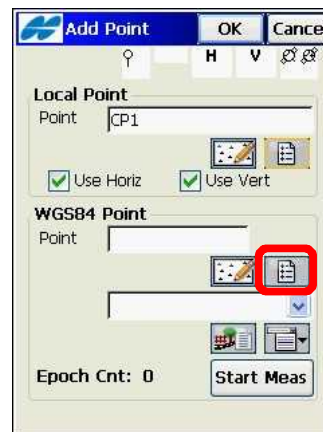 Add Point OK Cance
H V
Local Point
Point CP1
Use Horiz Use Vert
WGS84 Point
Point
Epoch Cnt: 0 Start Meas